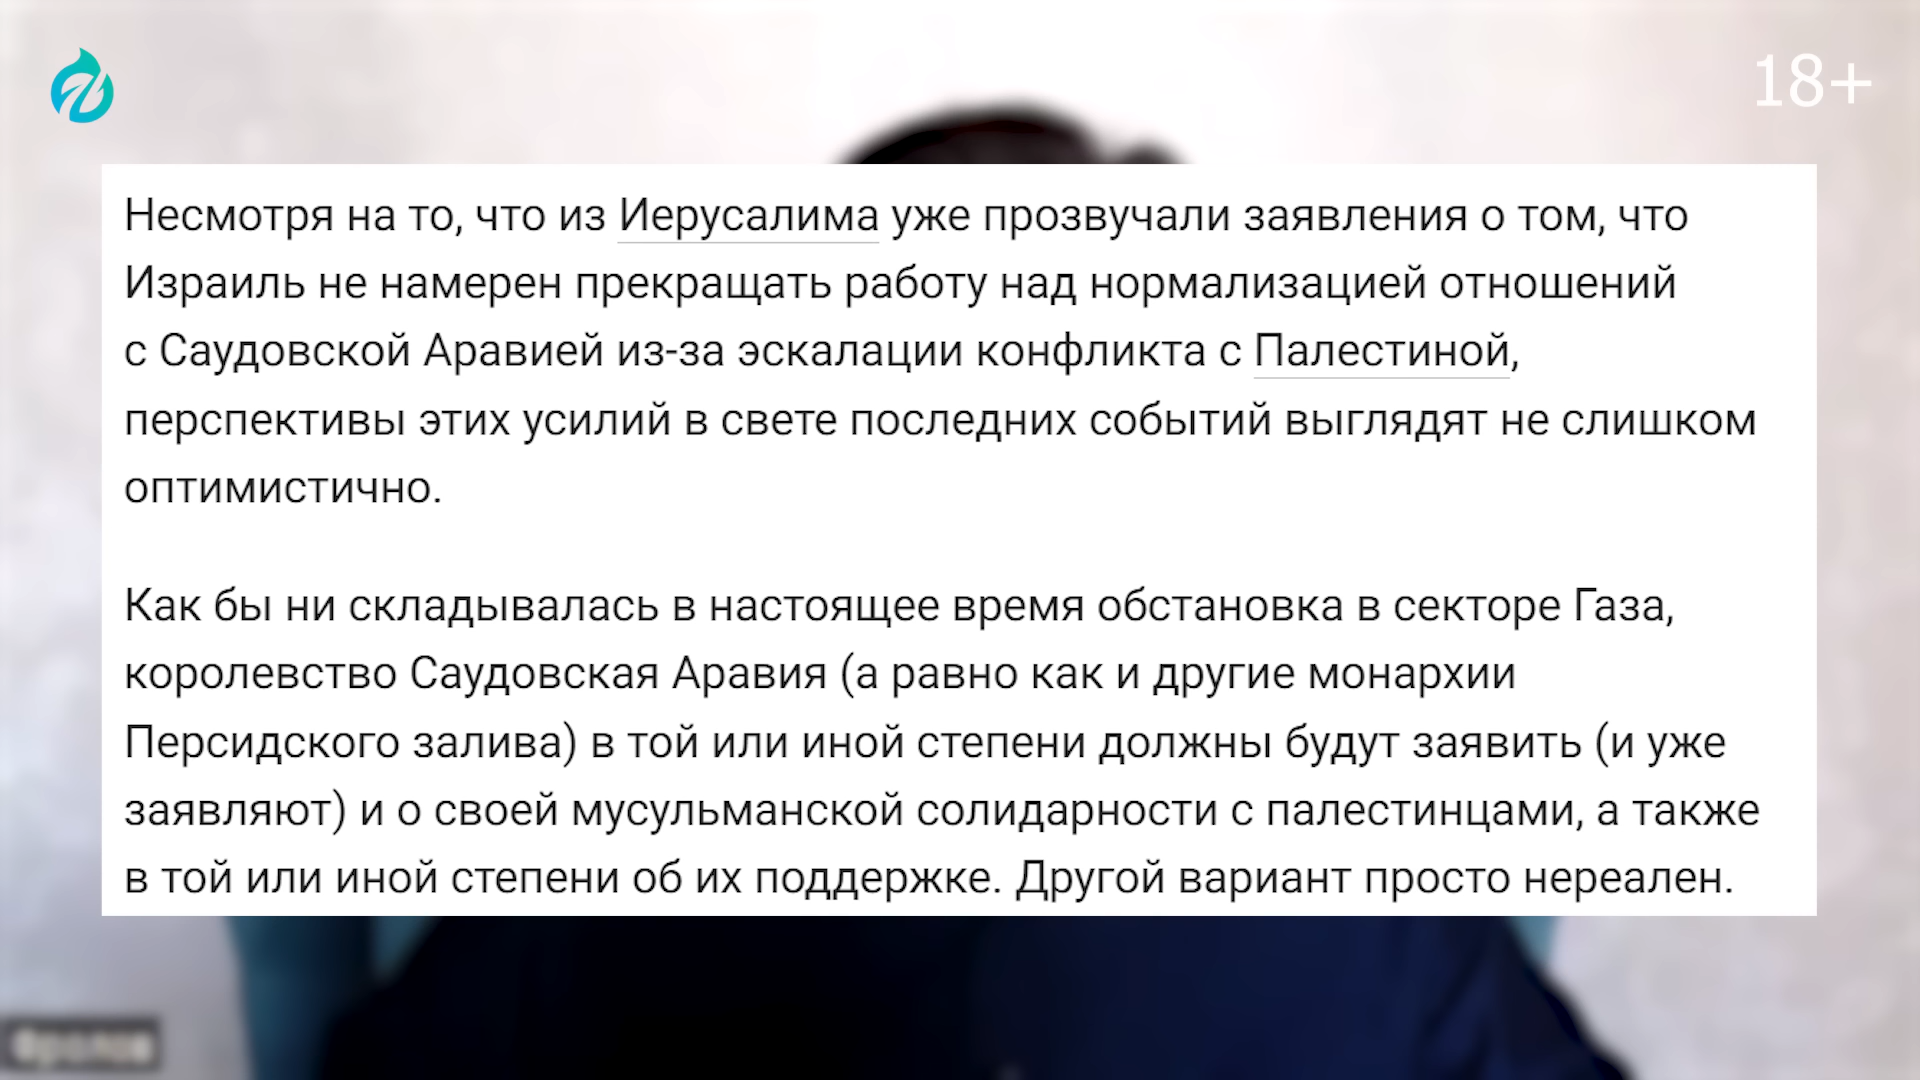 18+
Несмотря на то, что из Иерусалима уже прозвучали заявления о том, что
Израиль не намерен прекращать работу над нормализацией отношений
с Саудовской Аравией из-за эскалации конфликта с Палестиной,
перспективы этих усилий в свете последних событий выглядят не слишком
оптимистично.
Как бы ни складывалась в настоящее время обстановка в секторе Газа,
королевство Саудовская Аравия (а равно как и другие монархии
Персидского залива) в той или иной степени должны будут заявить (и уже
заявляют) и о своей мусульманской солидарности с палестинцами, а также
в той или иной степени об их поддержке. Другой вариант просто нереален.
Фролов